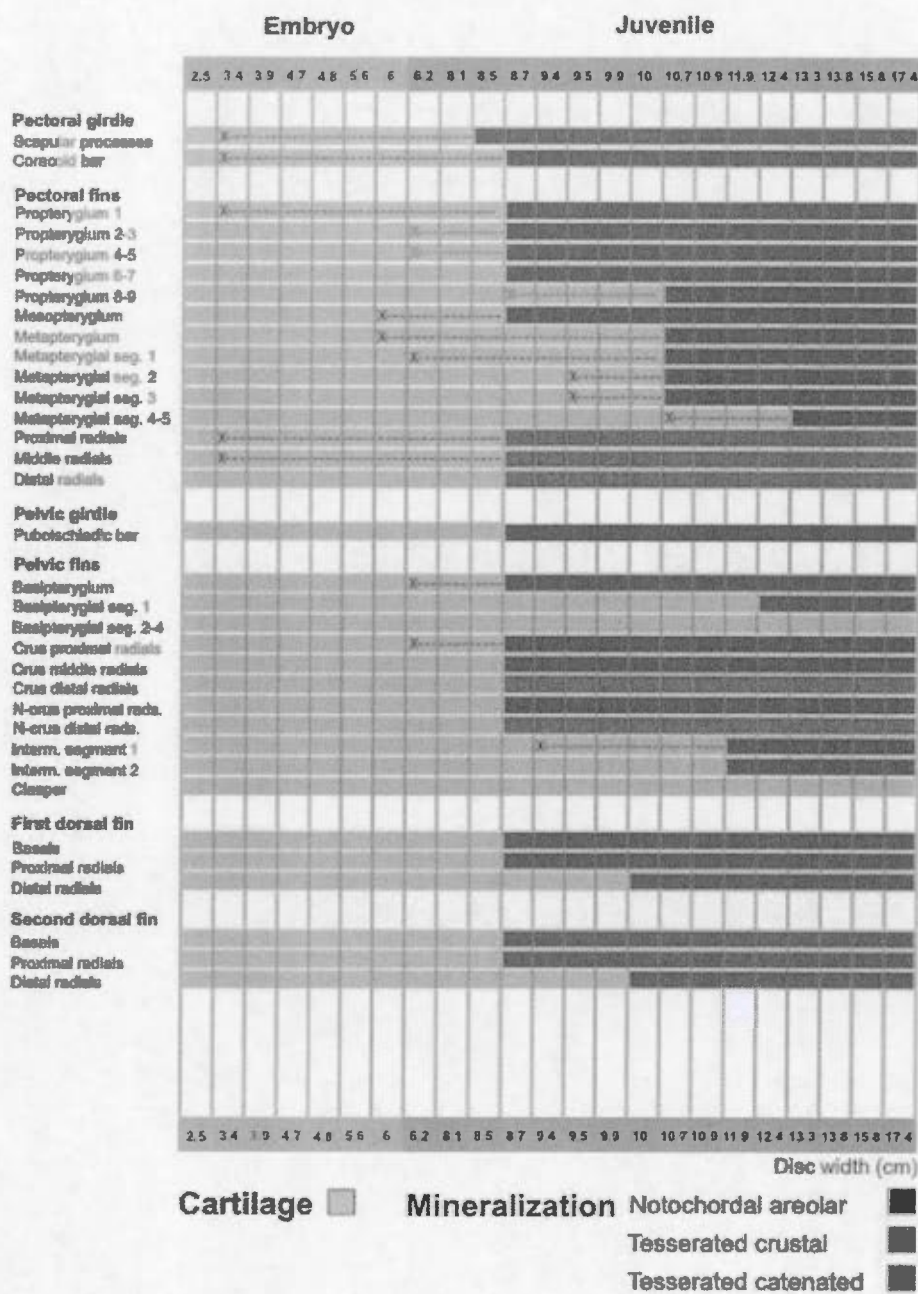 Embryo Juvenile
2.5 3 4 3 9 4 7 4 8 5 6 6 6 2 8 1 8 5 8 7 9 4 9 5 9 9 10 10.7 10 9 11.9 12 4 13 3 13 8 15 8 17 4
Pectoral girdle
Scapular processes
Coracoid bar
Pectoral fins
Propterygium 1
Propterygium 2-3
Propterygium 4-5
Propterygium 6-7
Propterygium 8-9
Mesopterygium
Metapterygium
Metapterygial seg. 1
Metapterygial seg. 2
Metapterygial seg. 3
Metapterygial seg. 4-5
Proximal radials
Middle radials
Distal radials
Pelvic girdle
Puboischiadic bar
Pelvic fins
Basipterygium
Basipterygial seg. 1
Basipterygial seg. 2-4
Crus proximal radials
Crus middle radials
Crus distal radials
N-crus proximal rads.
N-crus distal rads.
Interm. segment 1
Interm. segment 2
Clasper
First dorsal fin
Basals
Proximal radials
Distal radials
Second dorsal fin
Basals
Proximal radials
Distal radials
2.5 3 4 3 9 4 7 4 8 5 6 6 6 2 8 1 8 5 8 7 9 4 9 5 9 9 10 10.7 10 9 11 9 12 4 13 3 13 8 15 8 17 4
Disc width (cm)
Cartilage Mineralization Notochordal areolar
Tesserated crustal
Tesserated catenated